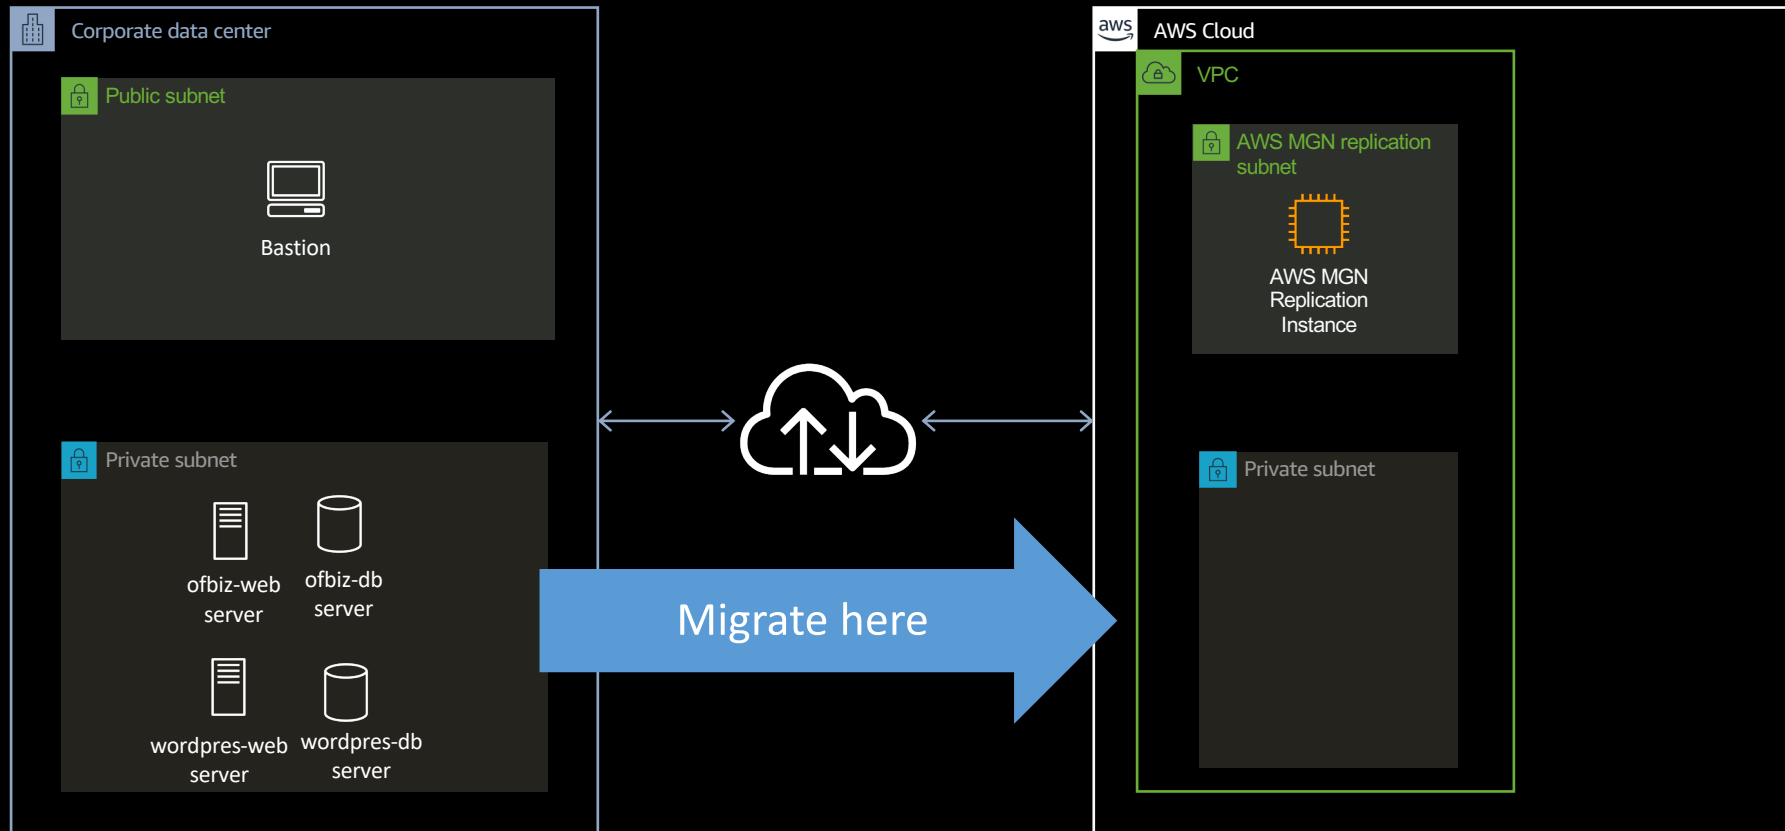 Corporate data center
Public subnet
Bastion
Private subnet
ofbiz-web
server
ofbiz-db
server
wordpres-web
server
wordpres-db
server
Migrate here
aws
AWS Cloud
VPC
AWS MGN replication
subnet
AWS MGN
Replication
Instance
Private subnet